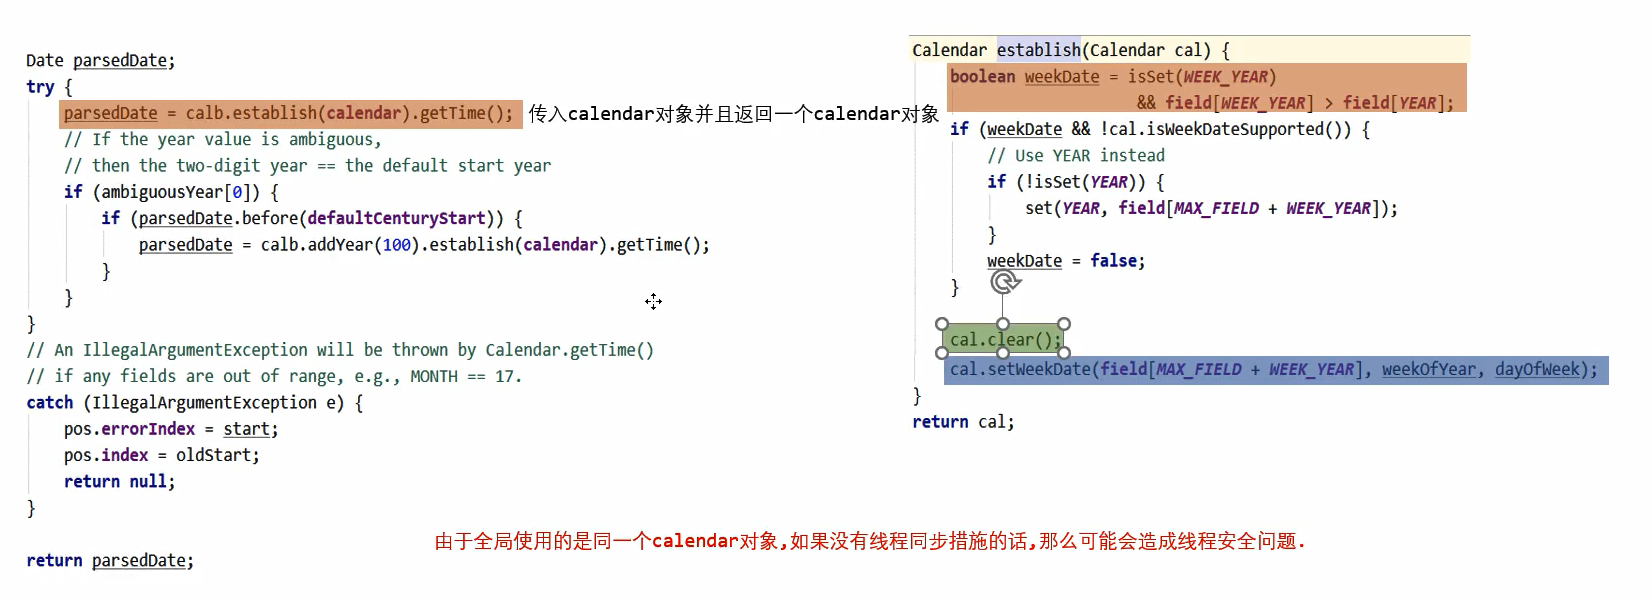 Date parsedDate;
try {
parsedDate = calb.establish(calendar).getTime();
// If the year value is ambiguous,
// then the two-digit year == the default start year
if (ambiguousYear[0]) {
if (parsedDate.before(defaultCenturyStart)) {
parsedDate = calb.addYear(100).establish(calendar).getTime();
}
}
}
// An IllegalArgumentException will be thrown by Calendar.getTime()
// if any fields are out of range, e.g., MONTH == 17.
catch (IllegalArgumentException e) {
pos.errorIndex = start;
pos.index = oldStart;
return null;
}
return parsedDate;
传入calendar对象并且返回一个calendar对象
Calendar establish(Calendar cal) {
boolean weekDate = isSet(WEEK_YEAR)
&& field[WEEK_YEAR] > field[YEAR];
if (weekDate && !cal.isWeekDateSupported()) {
// Use YEAR instead
if (!isSet(YEAR)) {
set(YEAR, field[MAX_FIELD + WEEK_YEAR]);
}
weekDate = false;
}
cal.clear();
cal.setWeekDate(field[MAX_FIELD + WEEK_YEAR], weekOfYear, dayOfWeek);
}
return cal;
由于全局使用的是同一个calendar对象,如果没有线程同步措施的话,那么可能会造成线程安全问题.